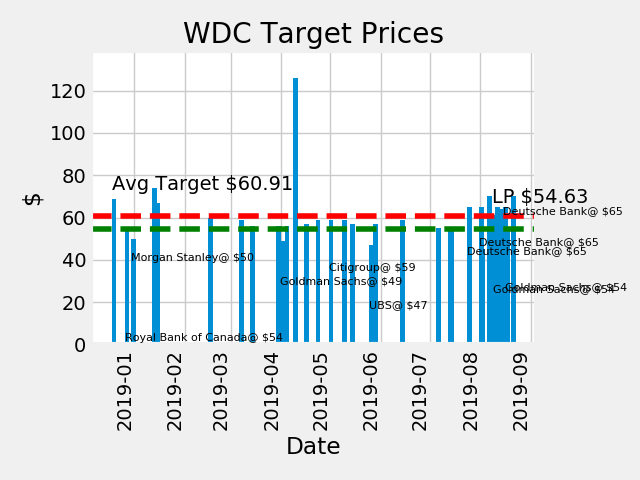 WDC Target Prices
120
100
80
60
40
20
0
$
Avg Target $60.91
LP $54.63
Deutsche Bank@ $65
Deutsche Bank@ $65
Deutsche Bank@ $65
Morgan Stanley@ $50
Citigroup@ $59
Goldman Sachs@ $49
Goldman Sachs@ $54
Goldman Sachs@ $54
UBS@ $47
Royal Bank of Canada@ $54
2019-01
2019-02
2019-03
2019-04
2019-05
2019-06
2019-07
2019-08
2019-09
Date